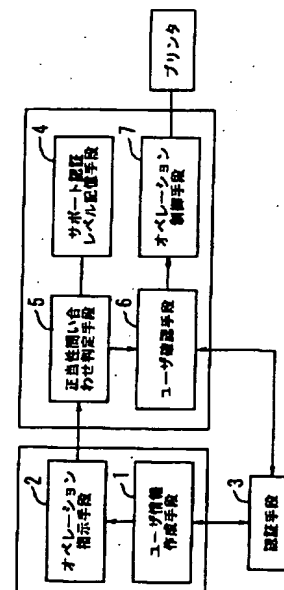 2
オペレーション
指示手段
1
ユーザ情報
作成手段
3
認証手段
5
正当性問い合
わせ判定手段
4
サポート認証
レベル記憶手段
6
ユーザ確認手段
7
オペレーション
制御手段
プリンタ